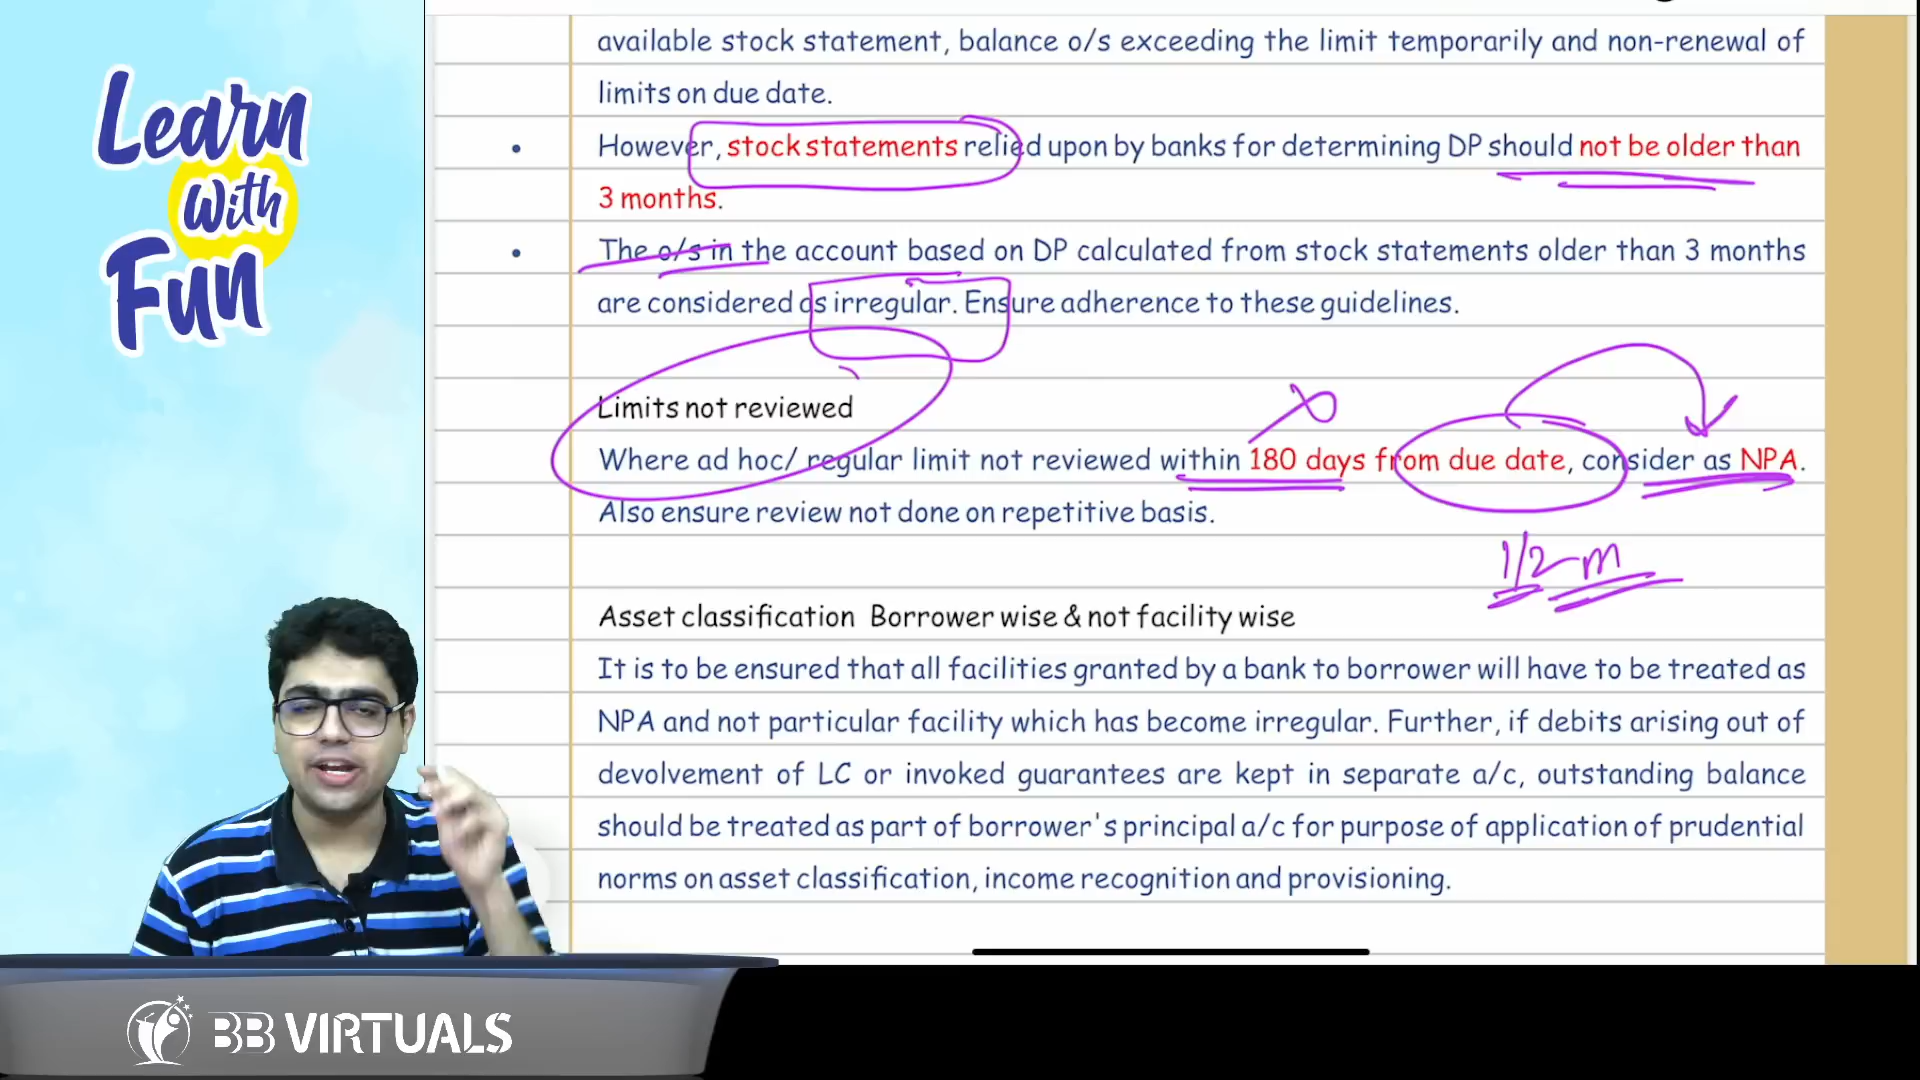 Learn
with
Fun
available stock statement, balance o/s exceeding the limit temporarily and non-renewal of
limits on due date.
• However, stock statements relied upon by banks for determining DP should not be older than
3 months.
• The o/s in the account based on DP calculated from stock statements older than 3 months
are considered as irregular. Ensure adherence to these guidelines.
Limits not reviewed
Where ad hoc/ regular limit not reviewed within 180 days from due date, consider as NPA.
Also ensure review not done on repetitive basis.
1/2-m
Asset classification Borrower wise & not facility wise
It is to be ensured that all facilities granted by a bank to borrower will have to be treated as
NPA and not particular facility which has become irregular. Further, if debits arising out of
devolvement of LC or invoked guarantees are kept in separate a/c, outstanding balance
should be treated as part of borrower's principal a/c for purpose of application of prudential
norms on asset classification, income recognition and provisioning.
BB VIRTUALS